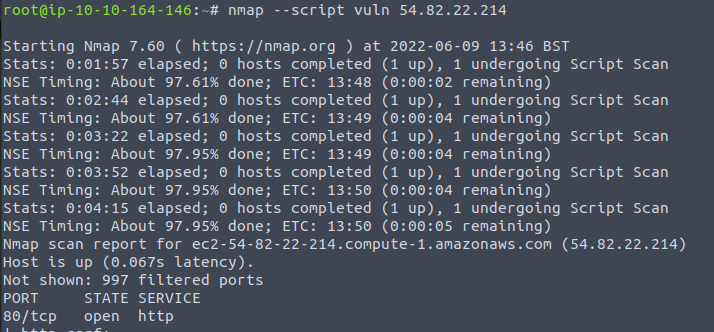 root@ip-10-10-164-146:~# nmap --script vuln 54.82.22.214
Starting Nmap 7.60 ( https://nmap.org ) at 2022-06-09 13:46 BST
Stats: 0:01:57 elapsed; 0 hosts completed (1 up), 1 undergoing Script Scan
NSE Timing: About 97.61% done; ETC: 13:48 (0:00:02 remaining)
Stats: 0:02:44 elapsed; 0 hosts completed (1 up), 1 undergoing Script Scan
NSE Timing: About 97.61% done; ETC: 13:49 (0:00:04 remaining)
Stats: 0:03:22 elapsed; 0 hosts completed (1 up), 1 undergoing Script Scan
NSE Timing: About 97.95% done; ETC: 13:49 (0:00:04 remaining)
Stats: 0:03:52 elapsed; 0 hosts completed (1 up), 1 undergoing Script Scan
NSE Timing: About 97.95% done; ETC: 13:50 (0:00:04 remaining)
Stats: 0:04:15 elapsed; 0 hosts completed (1 up), 1 undergoing Script Scan
NSE Timing: About 97.95% done; ETC: 13:50 (0:00:05 remaining)
Nmap scan report for ec2-54-82-22-214.compute-1.amazonaws.com (54.82.22.214)
Host is up (0.067s latency).
Not shown: 997 filtered ports
PORT     STATE SERVICE
80/tcp   open  http